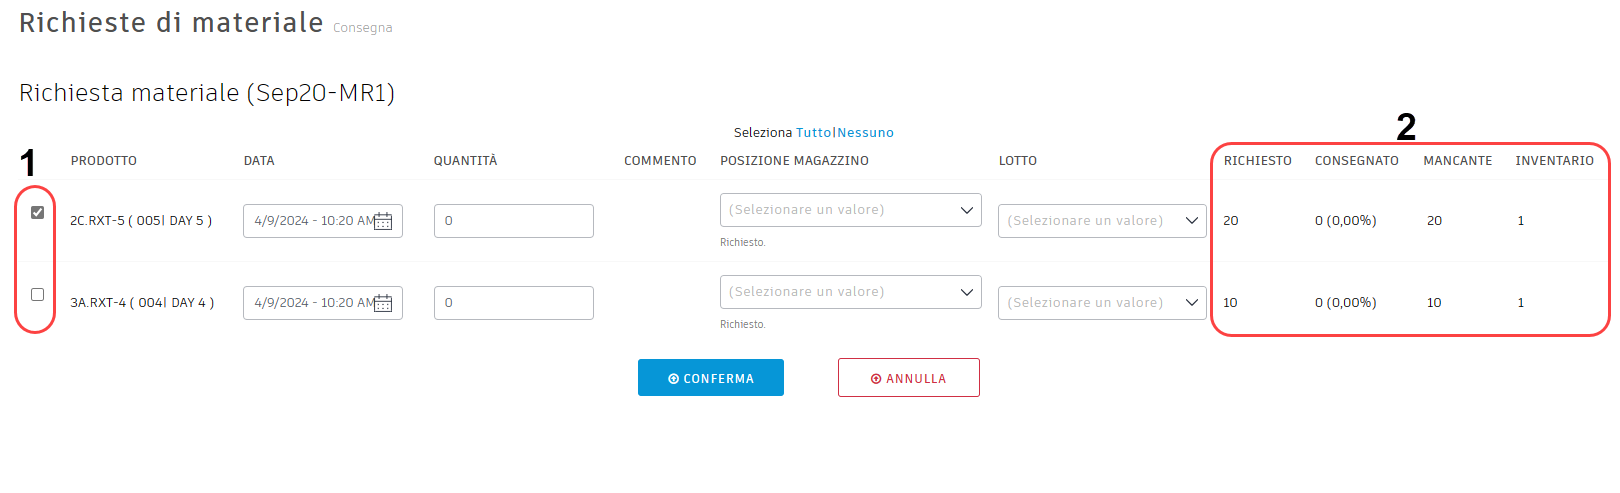 Richieste di materiale Consegna
Richiesta materiale (Sep20-MR1)
Seleziona Tutto|Nessuno
1 2
PRODOTTO DATA QUANTITÀ COMMENTO POSIZIONE MAGAZZINO LOTTO RICHIESTO CONSEGNATO MANCANTE INVENTARIO
2C.RXT-5 ( 005| DAY 5 ) 4/9/2024 - 10:20 AM 0 (Selezionare un valore) (Selezionare un valore) 20 0 (0,00%) 20 1
Richiesto.
3A.RXT-4 ( 004| DAY 4 ) 4/9/2024 - 10:20 AM 0 (Selezionare un valore) (Selezionare un valore) 10 0 (0,00%) 10 1
Richiesto.
CONFERMA ANNULLA